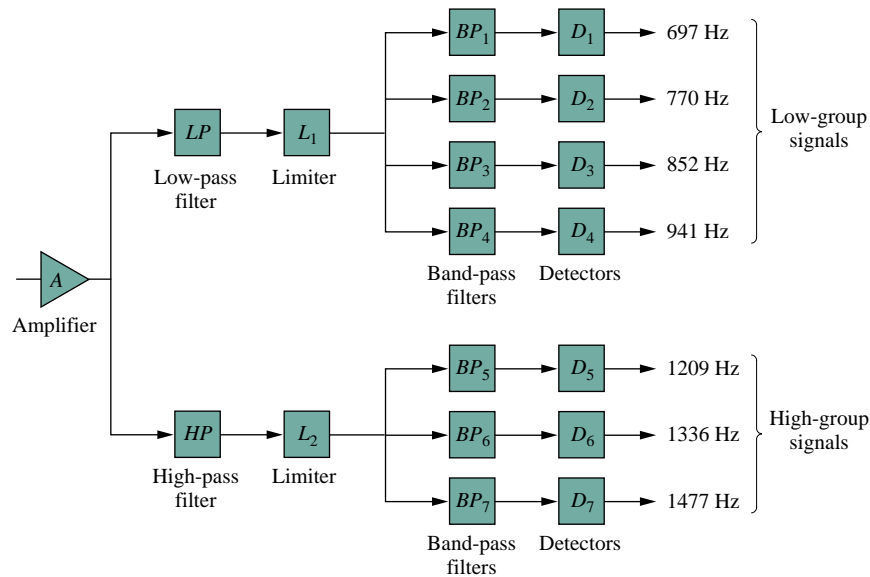 BP₁ D₁ 697 Hz
BP₂ D₂ 770 Hz
Low-group
signals
LP L₁
BP₃ D₃ 852 Hz
Low-pass
filter
Limiter
BP₄ D₄ 941 Hz
Band-pass
filters
Detectors
A
Amplifier
BP₅ D₅ 1209 Hz
HP L₂ BP₆ D₆ 1336 Hz
High-group
signals
High-pass
filter
Limiter
BP₇ D₇ 1477 Hz
Band-pass
filters
Detectors